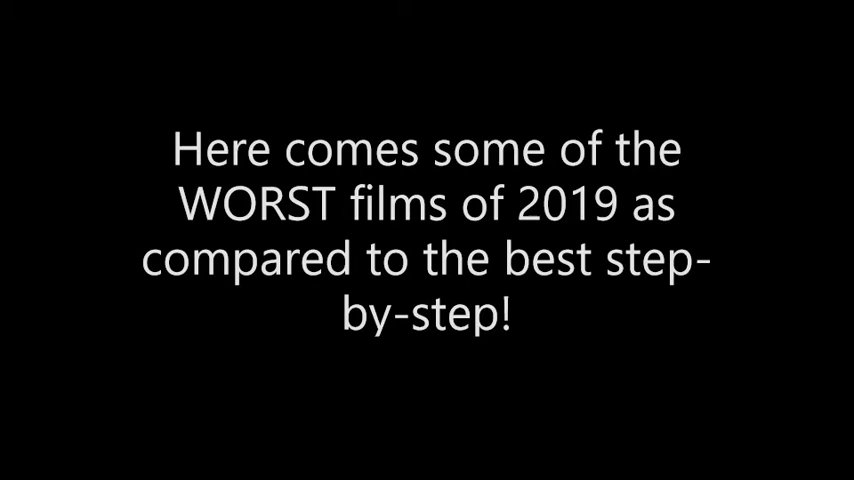 Here comes some of the
WORST films of 2019 as
compared to the best step-
by-step!